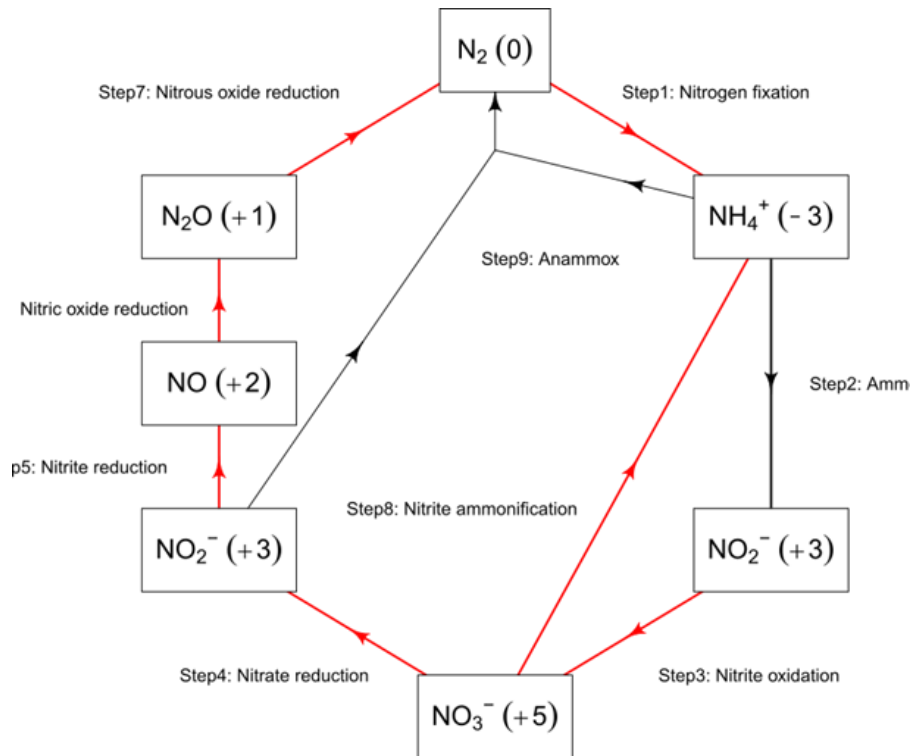 N₂ (0)
Step7: Nitrous oxide reduction
Step1: Nitrogen fixation
N₂O (+1)
NH₄⁺ (-3)
Step9: Anammox
Nitric oxide reduction
NO (+2)
Step2: Amm
p5: Nitrite reduction
Step8: Nitrite ammonification
NO₂⁻ (+3)
NO₂⁻ (+3)
Step4: Nitrate reduction
Step3: Nitrite oxidation
NO₃⁻ (+5)